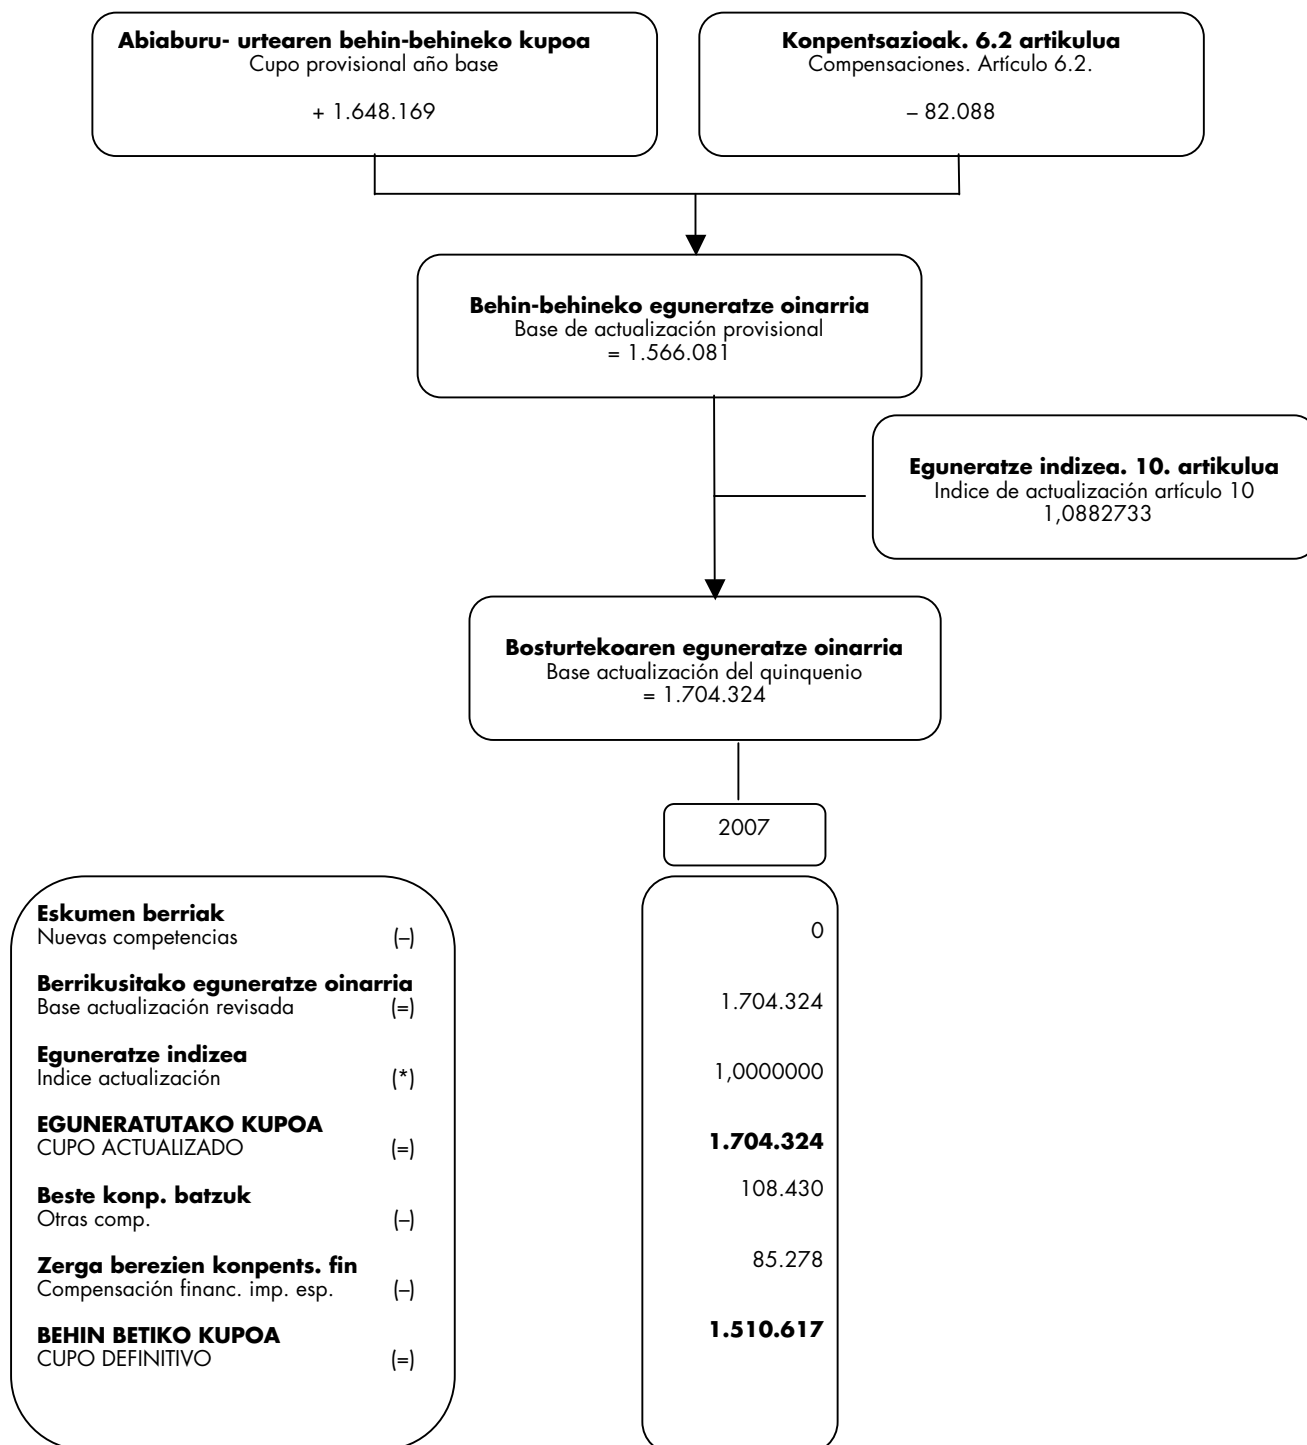 Abiaburu- urtearen behin-behineko kupoa
Cupo provisional año base
+ 1.648.169
Konpentsazioak. 6.2 artikulua
Compensaciones. Artículo 6.2.
– 82.088
Behin-behineko eguneratze oinarria
Base de actualización provisional
= 1.566.081
Eguneratze indizea. 10. artikulua
Indice de actualización artículo 10
1,0882733
Bosturtekoaren eguneratze oinarria
Base actualización del quinquenio
= 1.704.324
2007
Eskumen berriak
Nuevas competencias (–) 0
Berrikusitako eguneratze oinarria
Base actualización revisada (=) 1.704.324
Eguneratze indizea
Indice actualización (*) 1,0000000
EGUNERATUTAKO KUPOA
CUPO ACTUALIZADO (=) 1.704.324
Beste konp. batzuk
Otras comp. (–) 108.430
Zerga berezien konpents. fin
Compensación financ. imp. esp. (–) 85.278
BEHIN BETIKO KUPOA
CUPO DEFINITIVO (=) 1.510.617